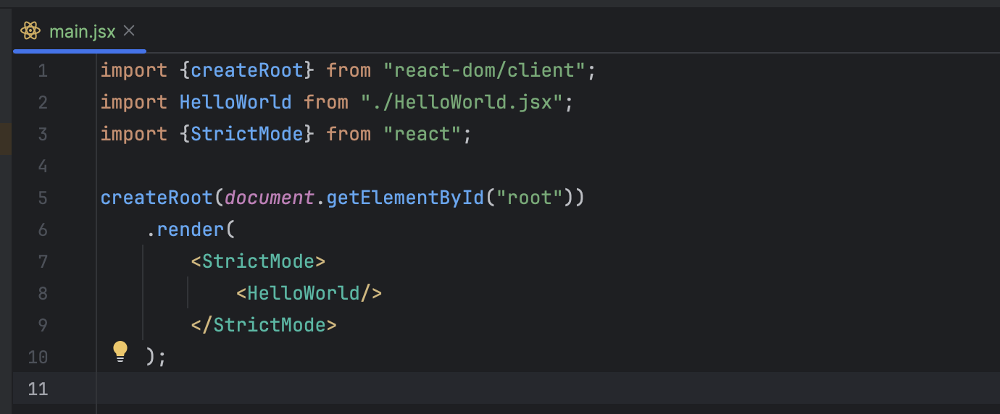 main.jsx
1 import {createRoot} from "react-dom/client";
2 import HelloWorld from "./HelloWorld.jsx";
3 import {StrictMode} from "react";
4
5 createRoot(document.getElementById("root"))
6     .render(
7         <StrictMode>
8             <HelloWorld/>
9         </StrictMode>
10     );
11